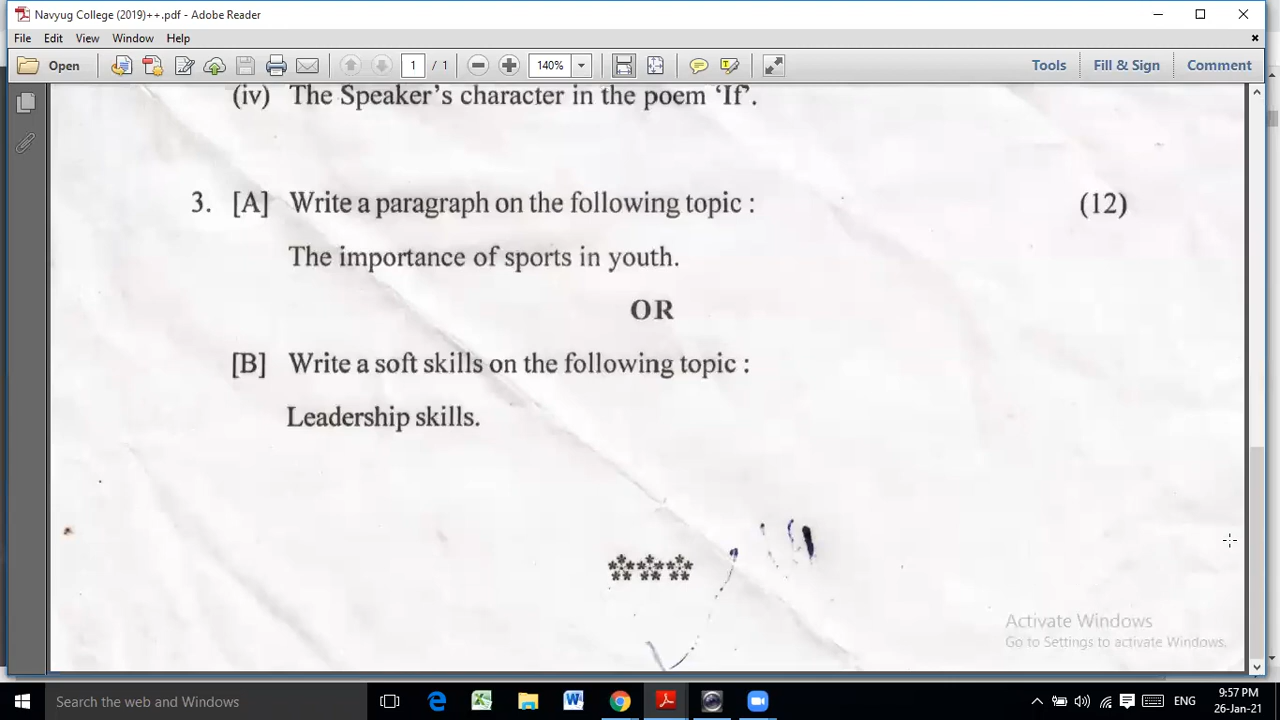 Navyug College (2019)++.pdf - Adobe Reader
File Edit View Window Help
Open 1 / 1 140% Tools Fill & Sign Comment
(iv) The Speaker's character in the poem 'If'.
3. [A] Write a paragraph on the following topic : (12)
The importance of sports in youth.
OR
[B] Write a soft skills on the following topic :
Leadership skills.
Activate Windows
Go to Settings to activate Windows.
Search the web and Windows
ENG
9:57 PM
26-Jan-21